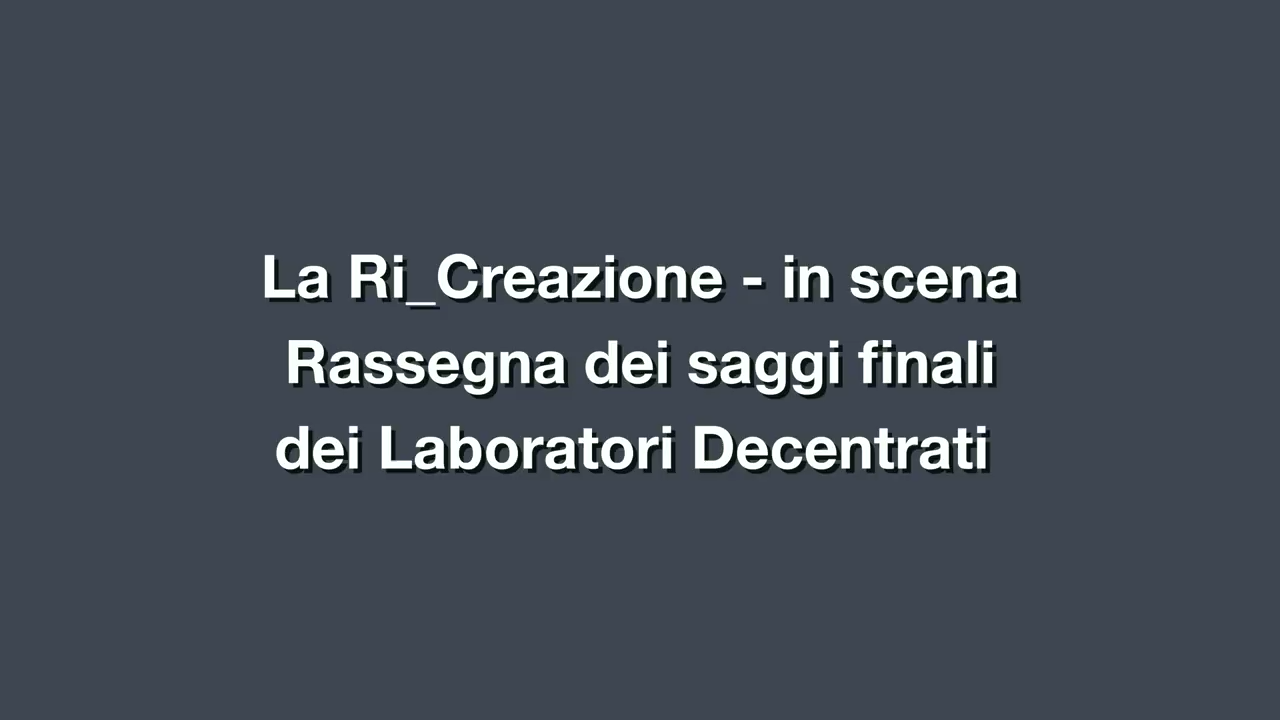 La Ri_Creazione - in scena
Rassegna dei saggi finali
dei Laboratori Decentrati